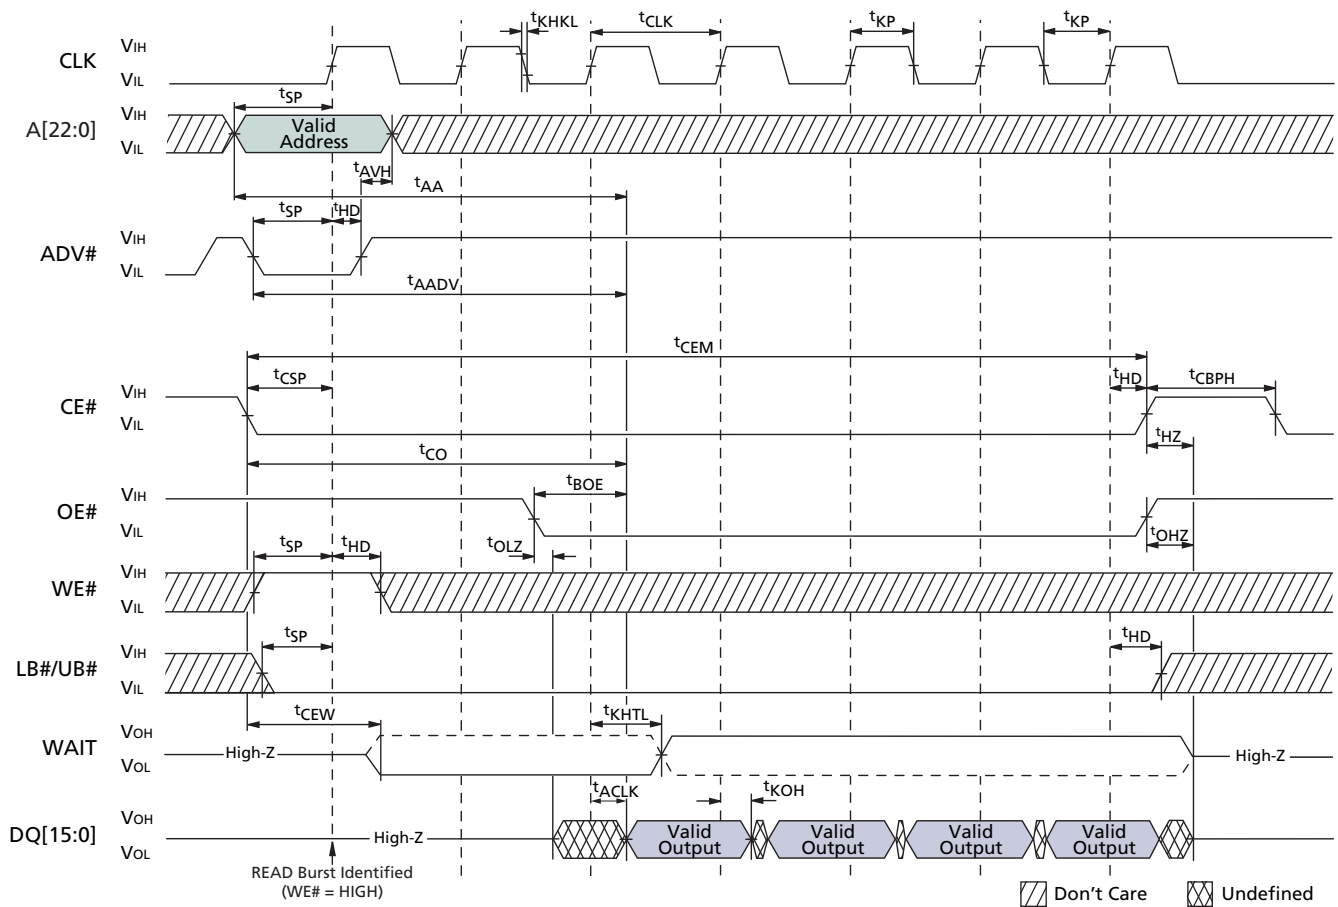 tKHKL tCLK tKP tKP
CLK VIH
VIL
tSP
A[22:0] VIH
VIL
Valid
Address
tAVH
tAA
tSP tHD
ADV# VIH
VIL
tAADV
tCEM
tCSP tHD tCBPH
CE# VIH
VIL
tHZ
tCO
tBOE
OE# VIH
VIL
tOLZ tOHZ
tSP tHD
WE# VIH
VIL
tSP tHD
LB#/UB# VIH
VIL
tCEW tKHTL
WAIT VOH
VOL
High-Z High-Z
tACLK tKOH
DQ[15:0] VOH
VOL
High-Z
Valid
Output
Valid
Output
Valid
Output
Valid
Output
READ Burst Identified
(WE# = HIGH)
Don't Care Undefined